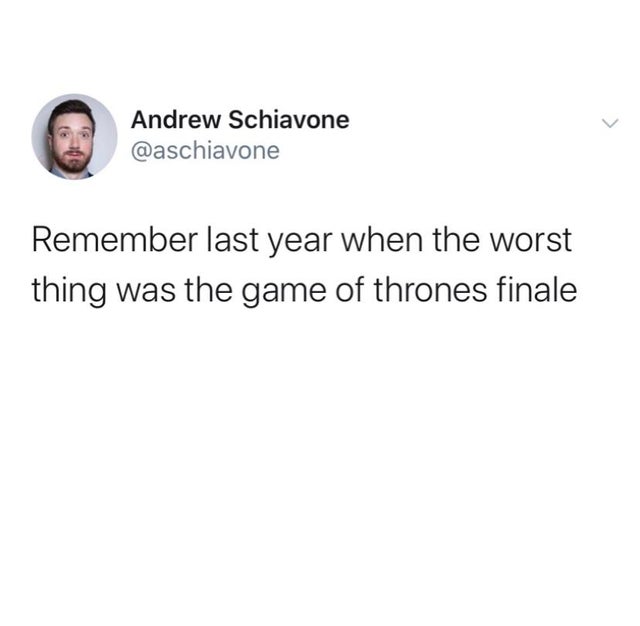 Andrew Schiavone
@aschiavone
Remember last year when the worst
thing was the game of thrones finale